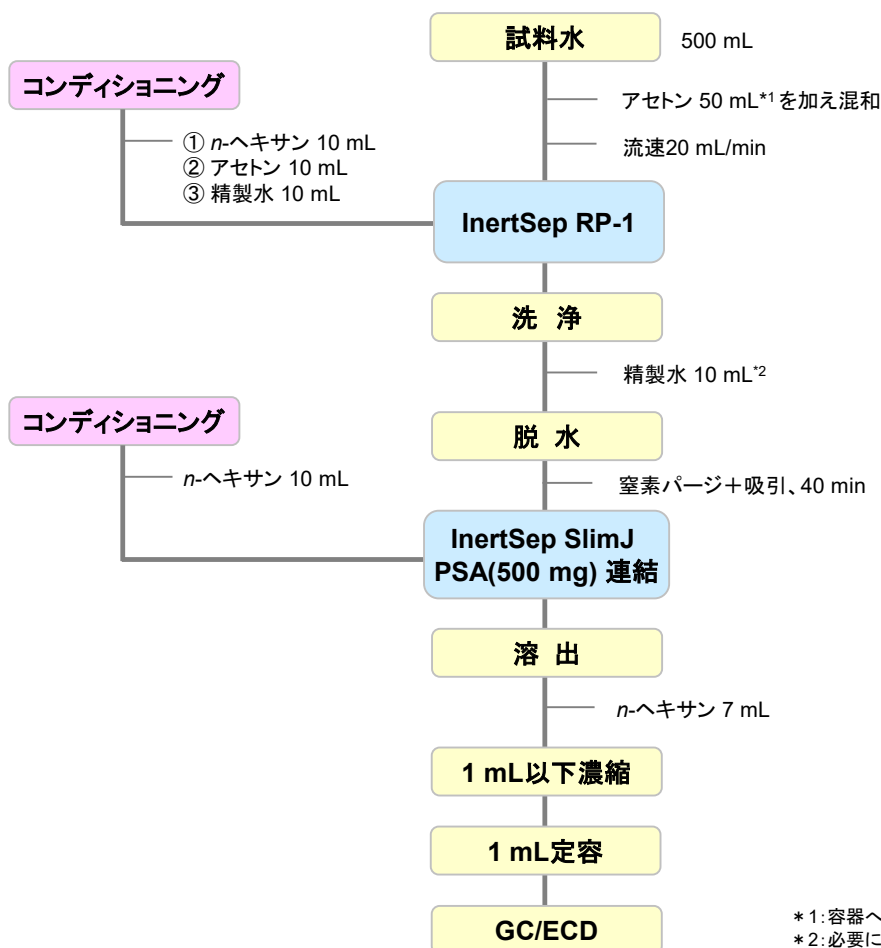 試料水
500 mL
コンディショニング
アセトン 50 mL*1 を加え混和
① n-ヘキサン 10 mL
② アセトン 10 mL
③ 精製水 10 mL
流速20 mL/min
InertSep RP-1
洗 浄
精製水 10 mL*2
コンディショニング
脱 水
n-ヘキサン 10 mL
窒素パージ＋吸引、40 min
InertSep SlimJ
PSA(500 mg) 連結
溶 出
n-ヘキサン 7 mL
1 mL以下濃縮
1 mL定容
GC/ECD
＊1：容器へ
＊2：必要に